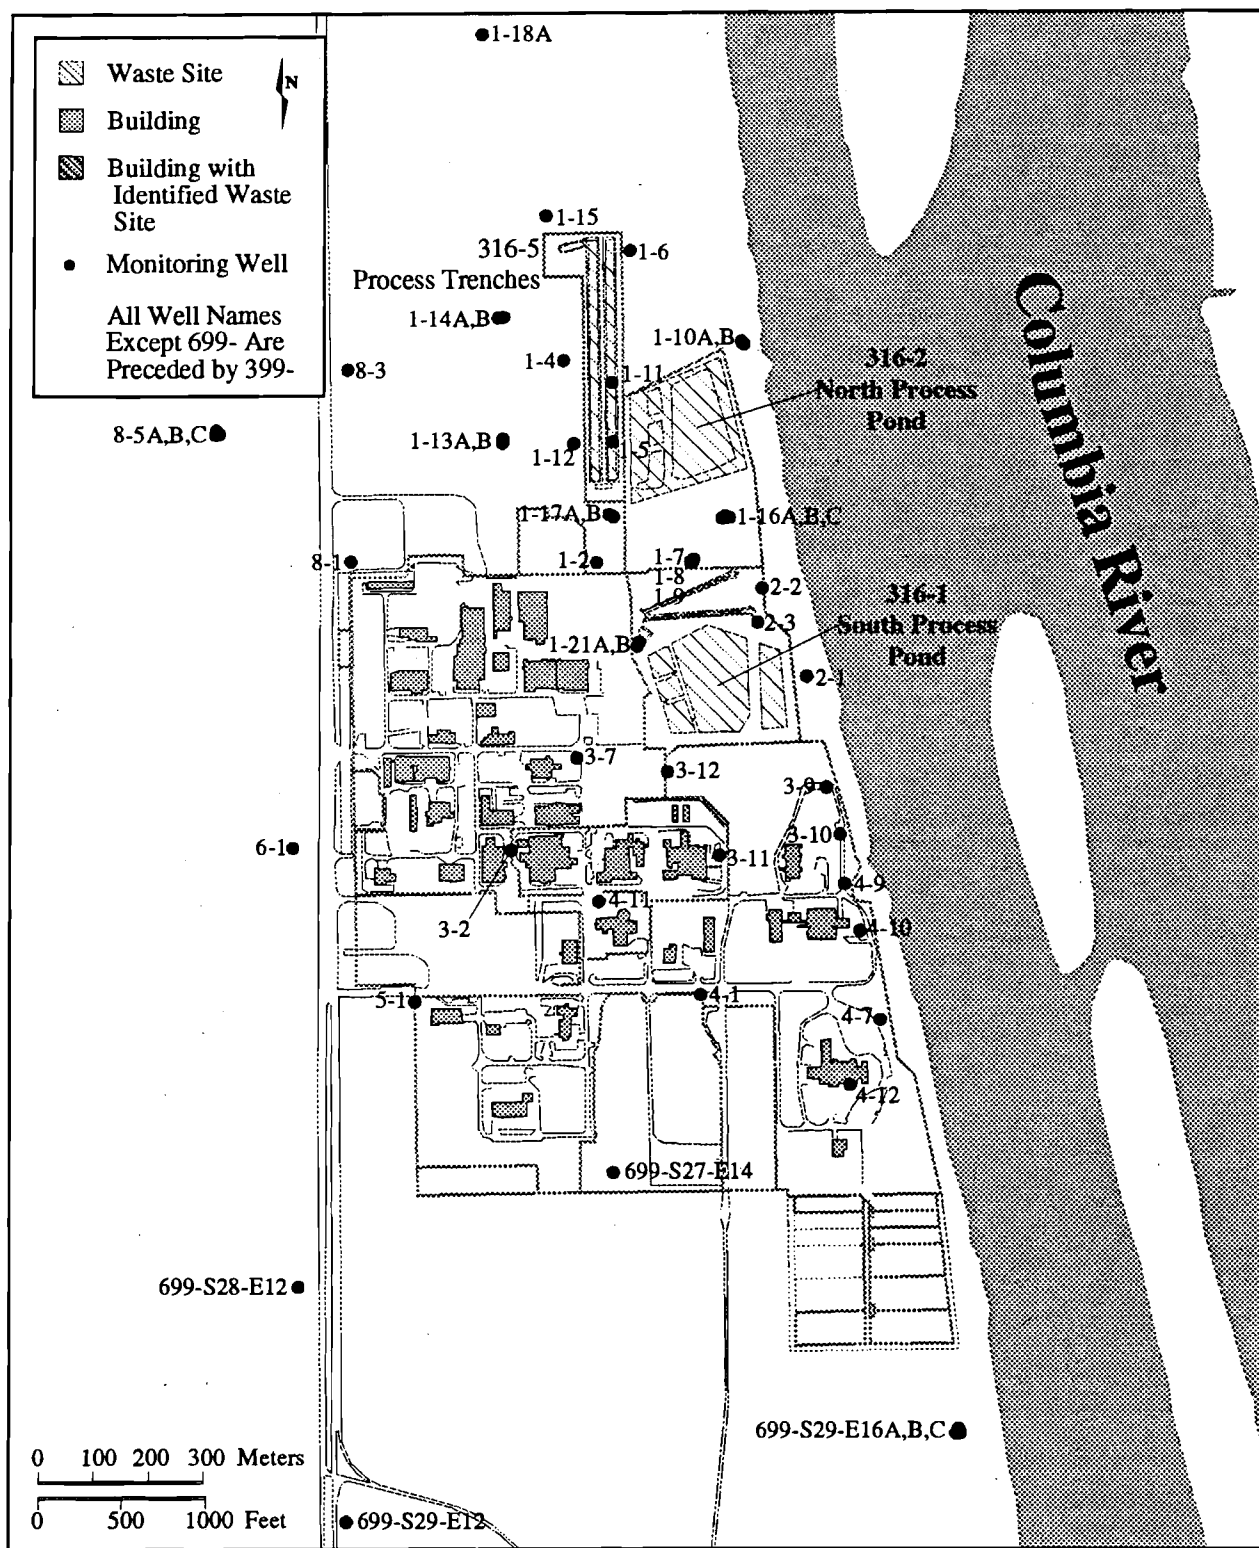 1-18A
Waste Site
N
Building
Building with
Identified Waste
Site
Monitoring Well
All Well Names
Except 699- Are
Preceded by 399-
1-15
316-5
1-6
Process Trenches
1-14A,B
1-10A,B
1-4
8-3
1-11
316-2
North Process
Pond
Columbia River
8-5A,B,C
1-13A,B
1-12
1-5
1-17A,B
1-16A,B,C
8-1
1-2
1-7
1-8
1-9
2-2
316-1
2-3
South Process
Pond
1-21A,B
2-1
3-7
3-12
3-9
3-10
6-1
3-11
4-9
4-11
3-2
4-10
5-1
4-1
4-7
4-12
699-S27-E14
699-S28-E12
699-S29-E16A,B,C
0 100 200 300 Meters
0 500 1000 Feet
699-S29-E12